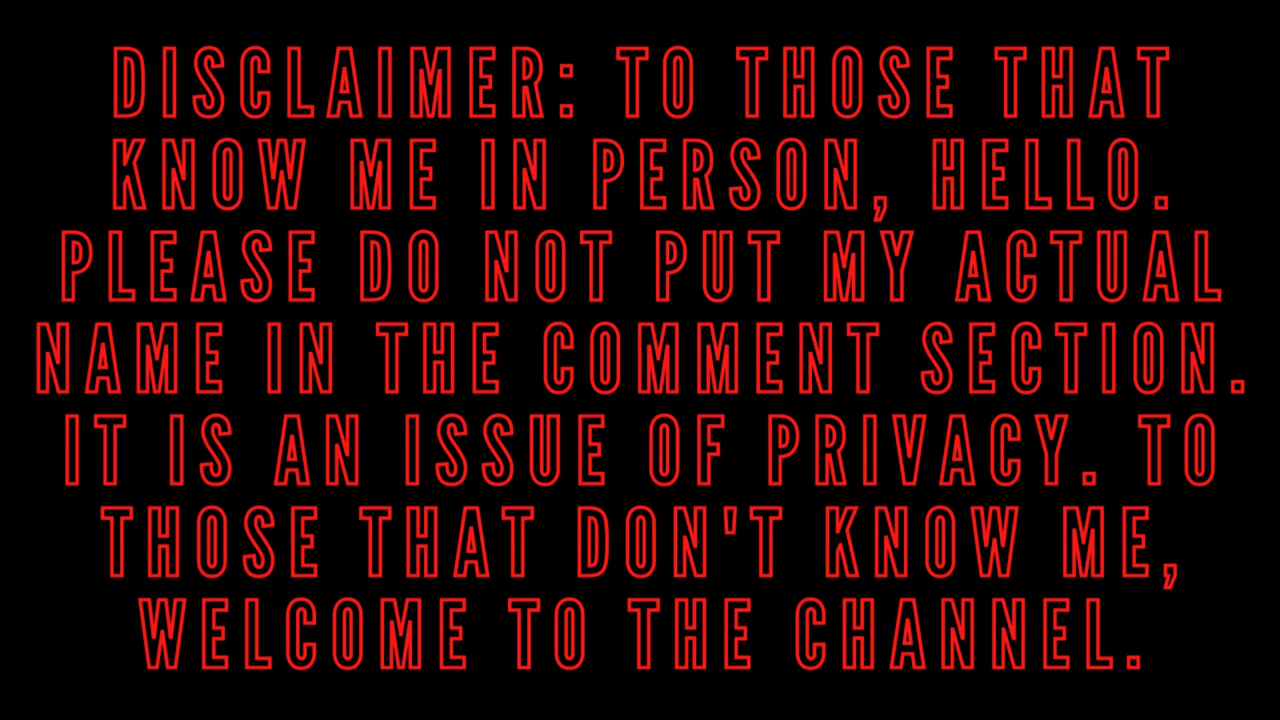 DISCLAIMER: TO THOSE THAT
KNOW ME IN PERSON, HELLO.
PLEASE DO NOT PUT MY ACTUAL
NAME IN THE COMMENT SECTION.
IT IS AN ISSUE OF PRIVACY. TO
THOSE THAT DON'T KNOW ME,
WELCOME TO THE CHANNEL.